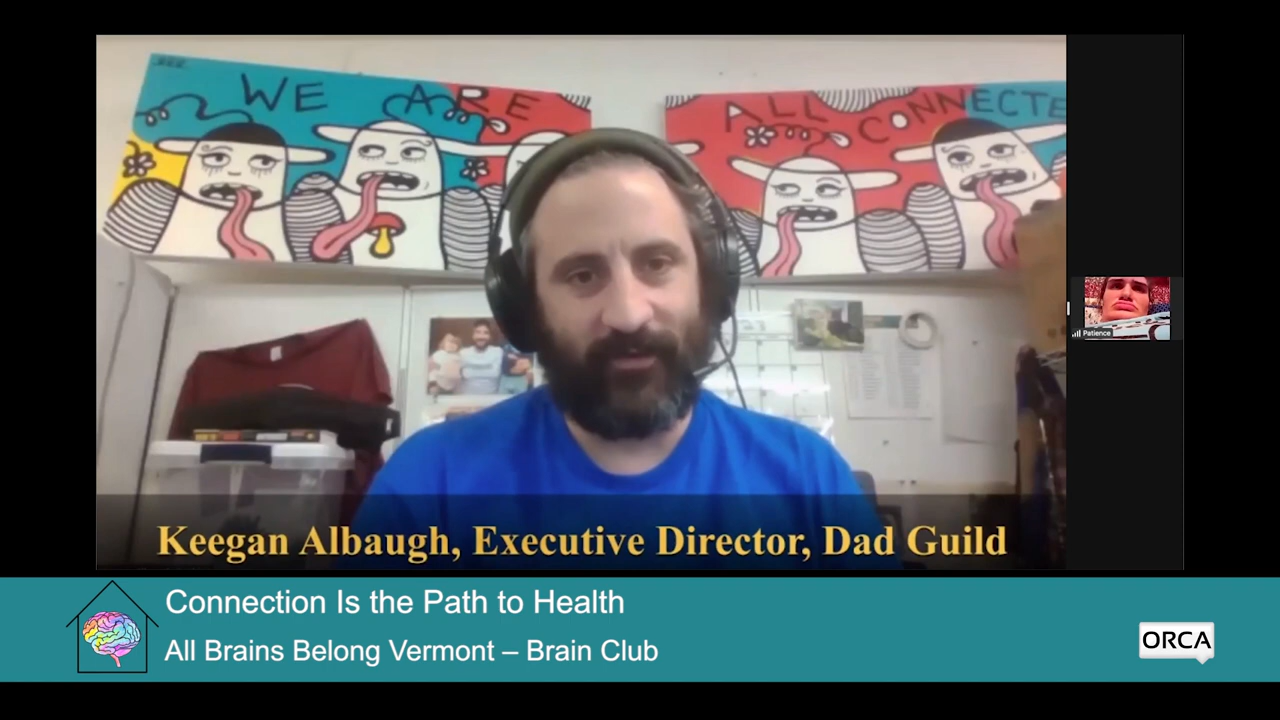 WE ARE
ALL CONNECTE
Patience
Keegan Albaugh, Executive Director, Dad Guild
Connection Is the Path to Health
All Brains Belong Vermont – Brain Club
ORCA